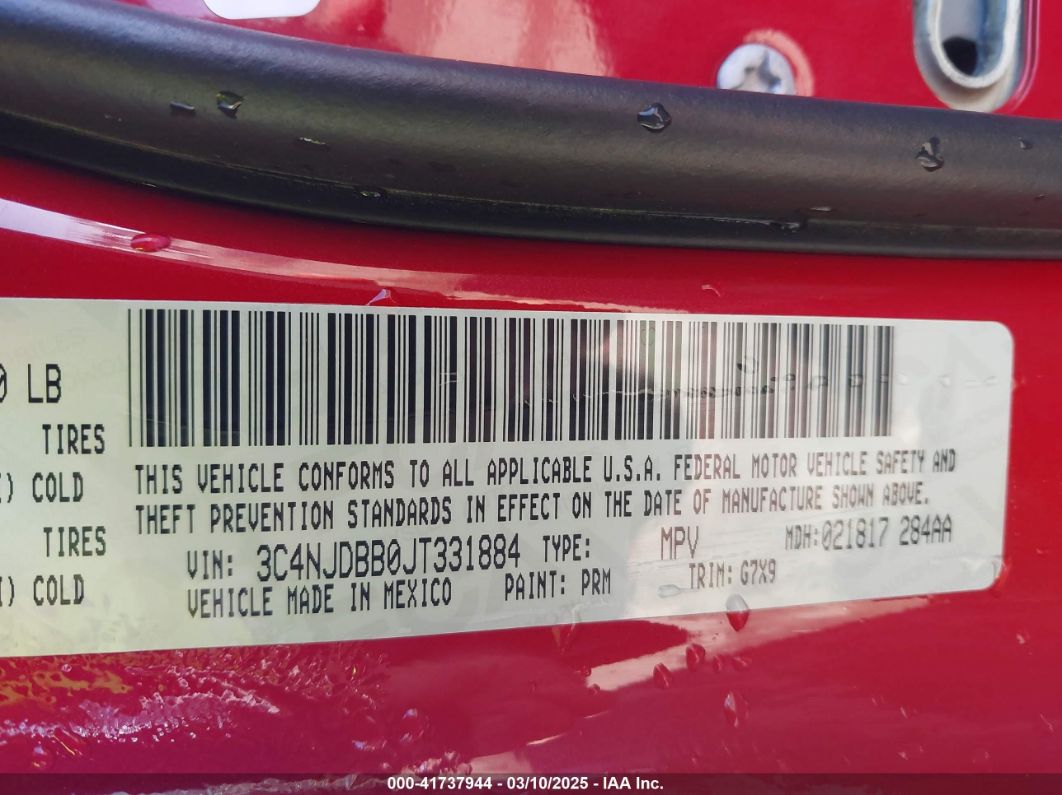 0 LB
TIRES
) COLD
TIRES
) COLD
THIS VEHICLE CONFORMS TO ALL APPLICABLE U.S.A. FEDERAL MOTOR VEHICLE SAFETY AND
THEFT PREVENTION STANDARDS IN EFFECT ON THE DATE OF MANUFACTURE SHOWN ABOVE.
VIN: 3C4NJDBB0JT331884 TYPE: MPV MDH:021817 284AA
VEHICLE MADE IN MEXICO PAINT: PRM TRIM: G7X9
000-41737944 - 03/10/2025 - IAA Inc.